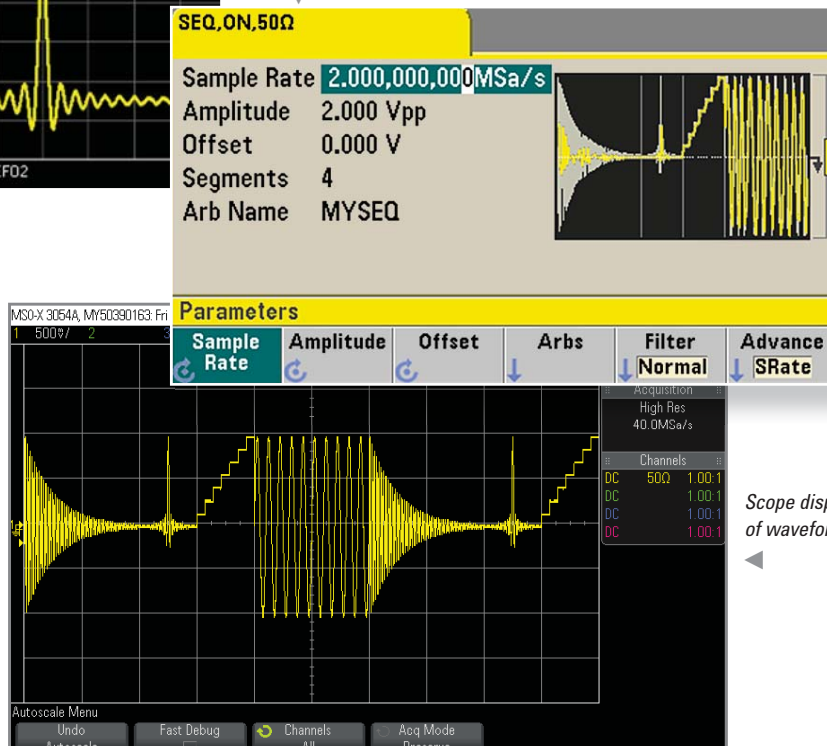 EFO2
SEQ,ON,50Ω
Sample Rate 2.000,000,000MSa/s
Amplitude 2.000 Vpp
Offset 0.000 V
Segments 4
Arb Name MYSEQ
Parameters
Sample Rate
Amplitude
Offset
Arbs
Filter Normal
Advance SRate
MSO-X 3054A, MY50390163: Fri
1 500V/ 2 3
Acquisition
High Res
40.0MSa/s
Channels
DC 50Ω 1.00:1
DC 1.00:1
DC 1.00:1
DC 1.00:1
Scope disp
of wavefor
Autoscale Menu
Undo
Fast Debug
Channels
Acq Mode